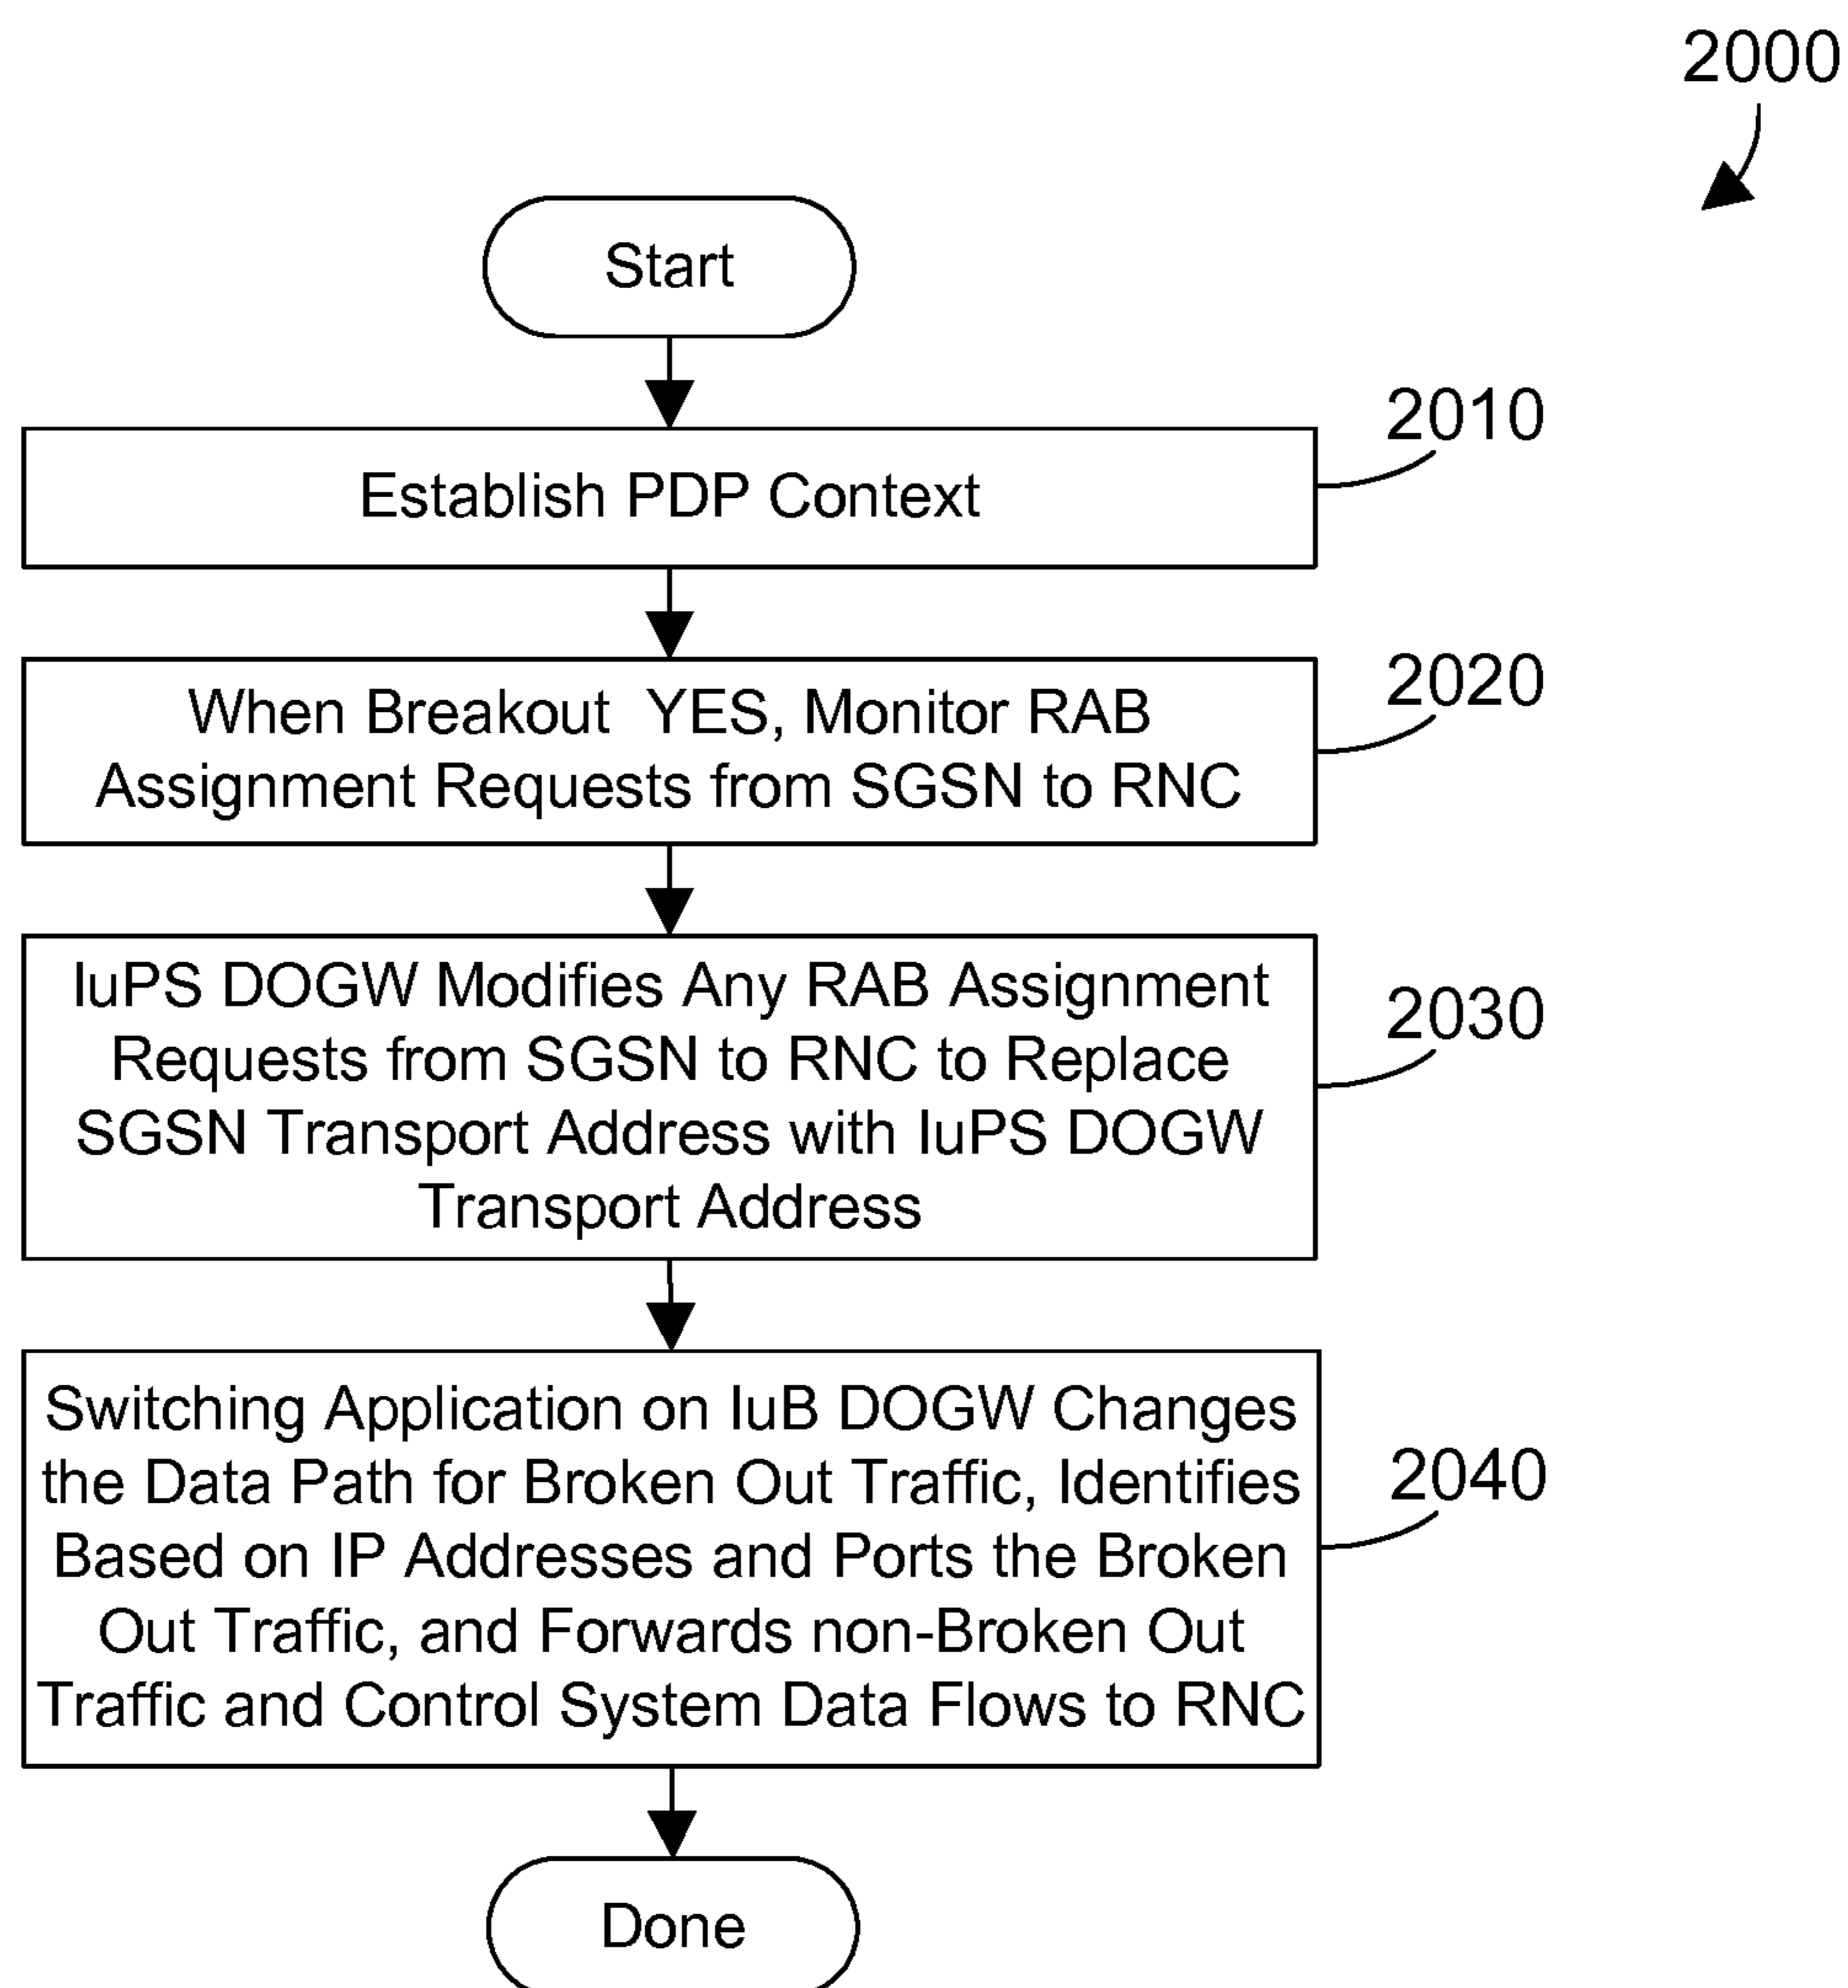 2000
Start
2010
Establish PDP Context
2020
When Breakout YES, Monitor RAB
Assignment Requests from SGSN to RNC
2030
IuPS DOGW Modifies Any RAB Assignment
Requests from SGSN to RNC to Replace
SGSN Transport Address with IuPS DOGW
Transport Address
2040
Switching Application on IuB DOGW Changes
the Data Path for Broken Out Traffic, Identifies
Based on IP Addresses and Ports the Broken
Out Traffic, and Forwards non-Broken Out
Traffic and Control System Data Flows to RNC
Done